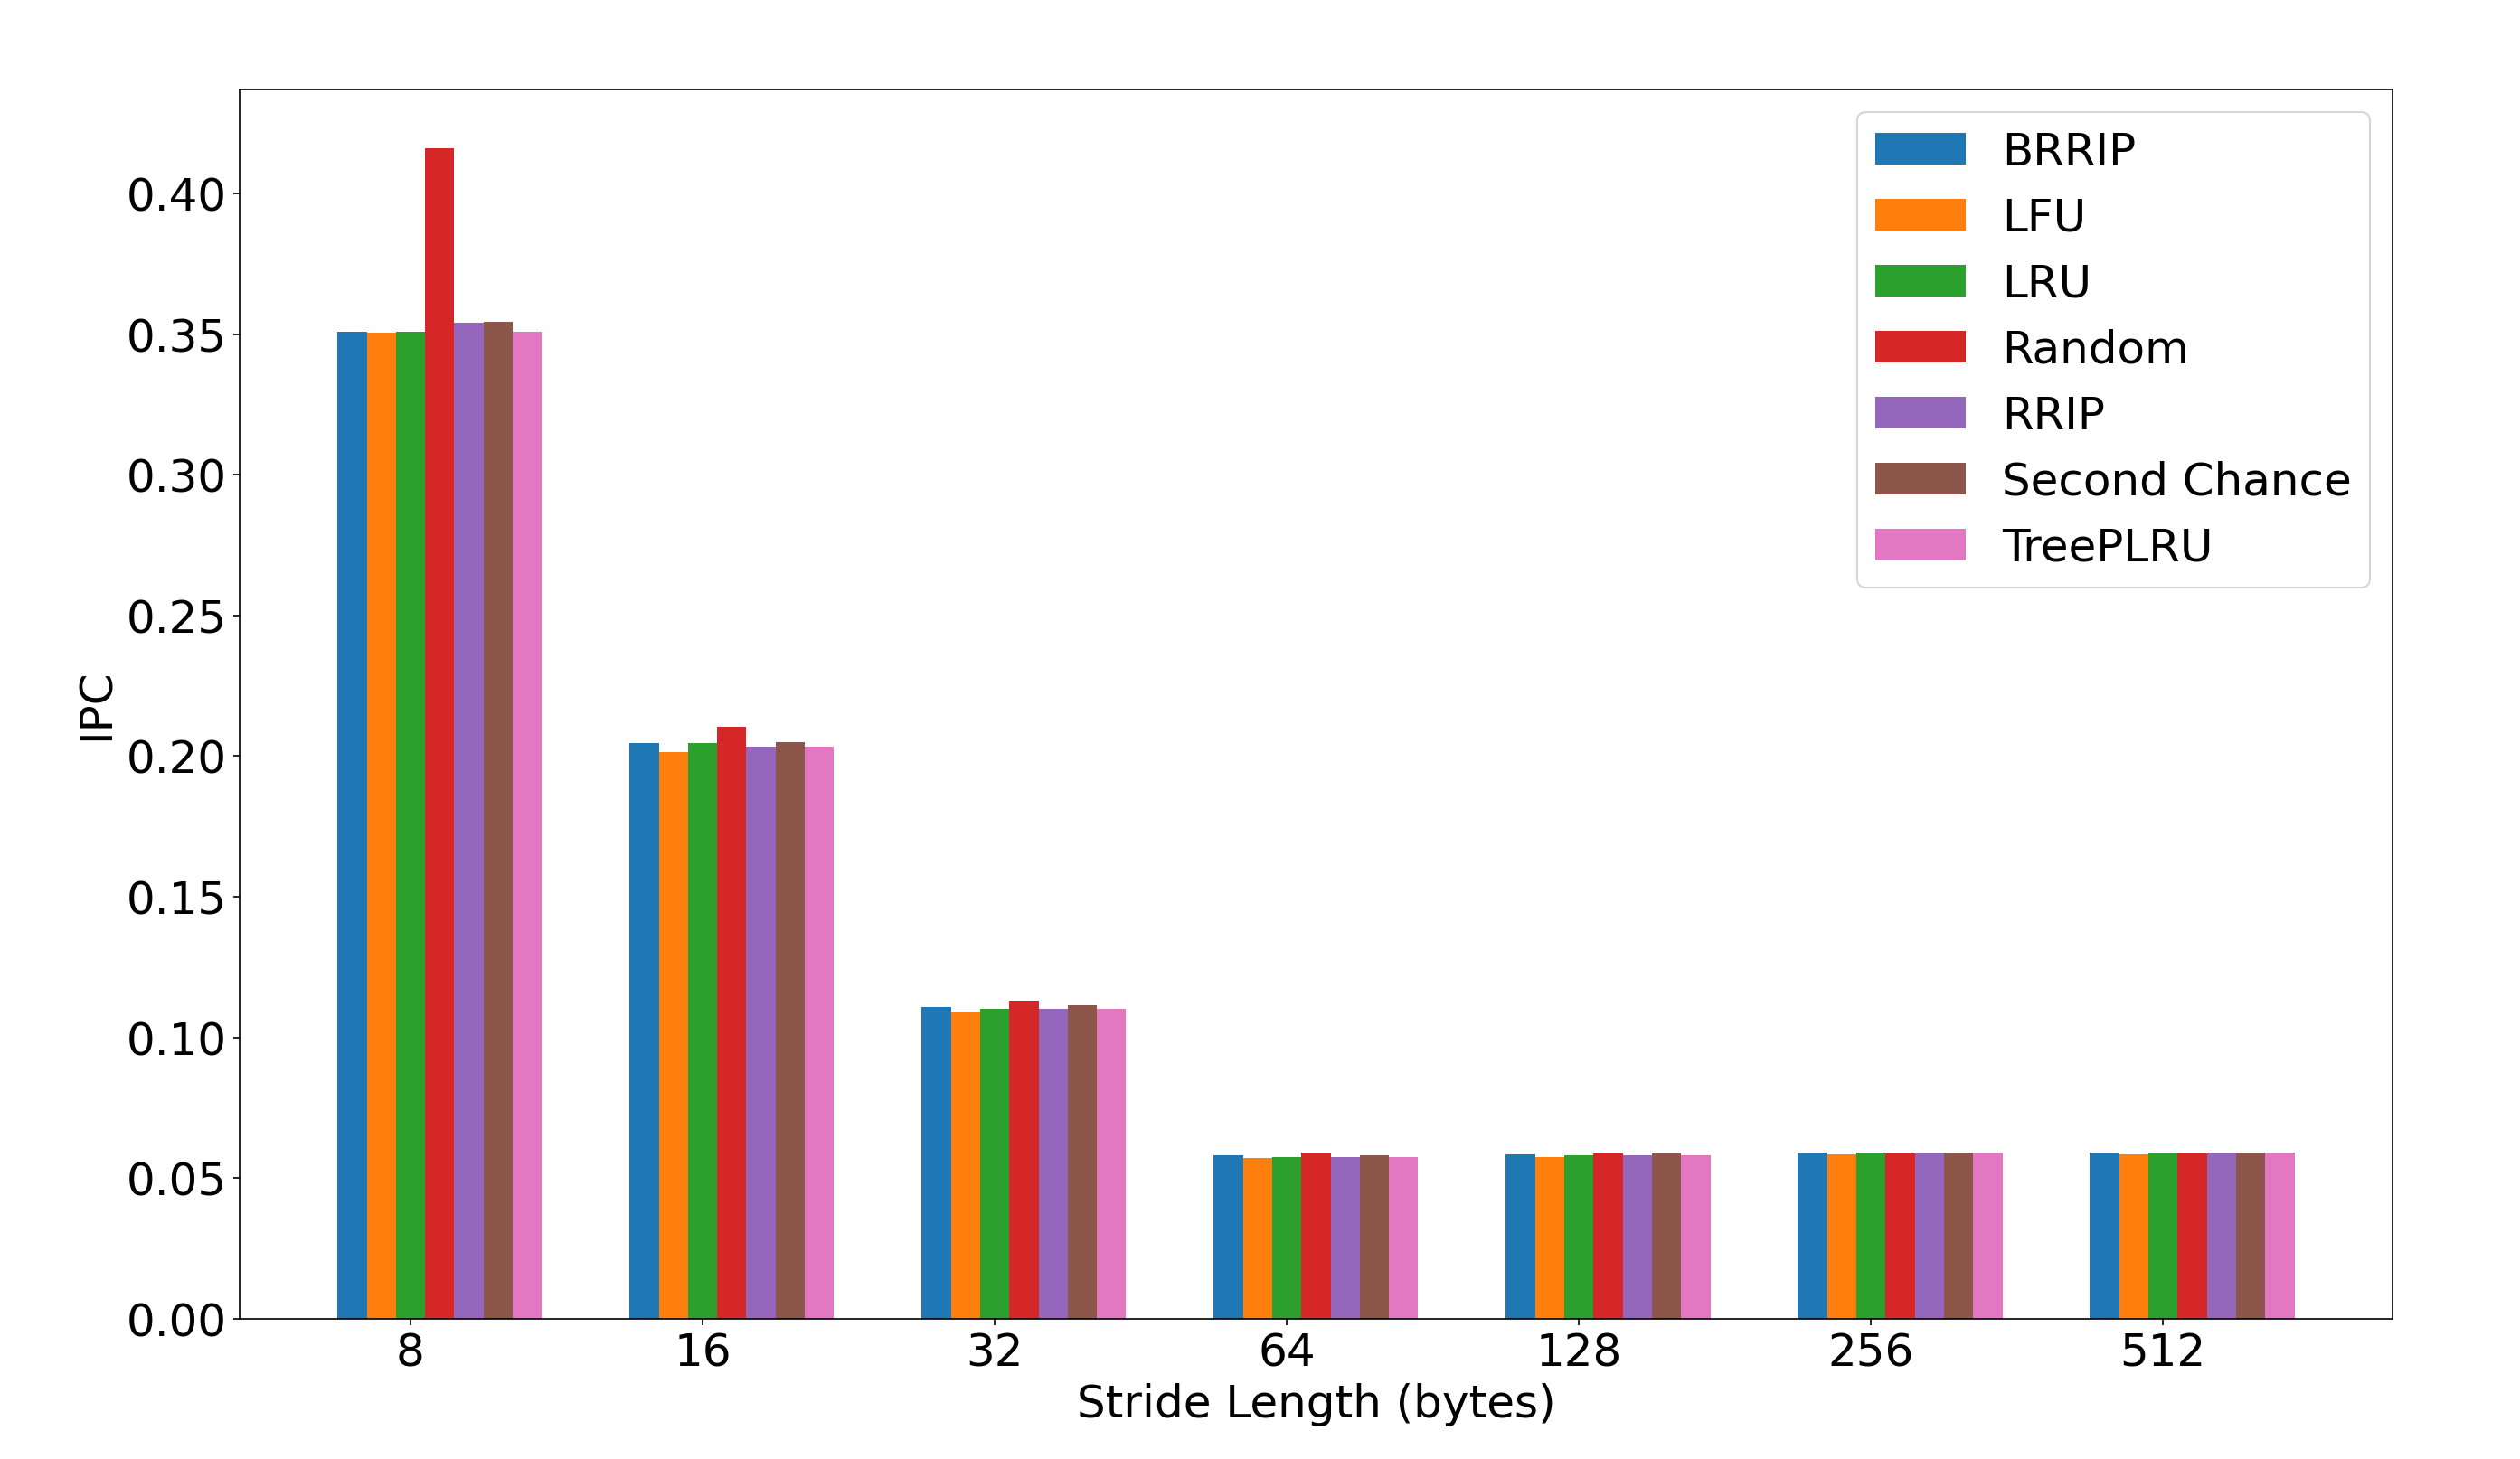 BRRIP
LFU
LRU
Random
RRIP
Second Chance
TreePLRU
0.40
0.35
0.30
0.25
0.20
0.15
0.10
0.05
0.00
IPC
8 16 32 64 128 256 512
Stride Length (bytes)